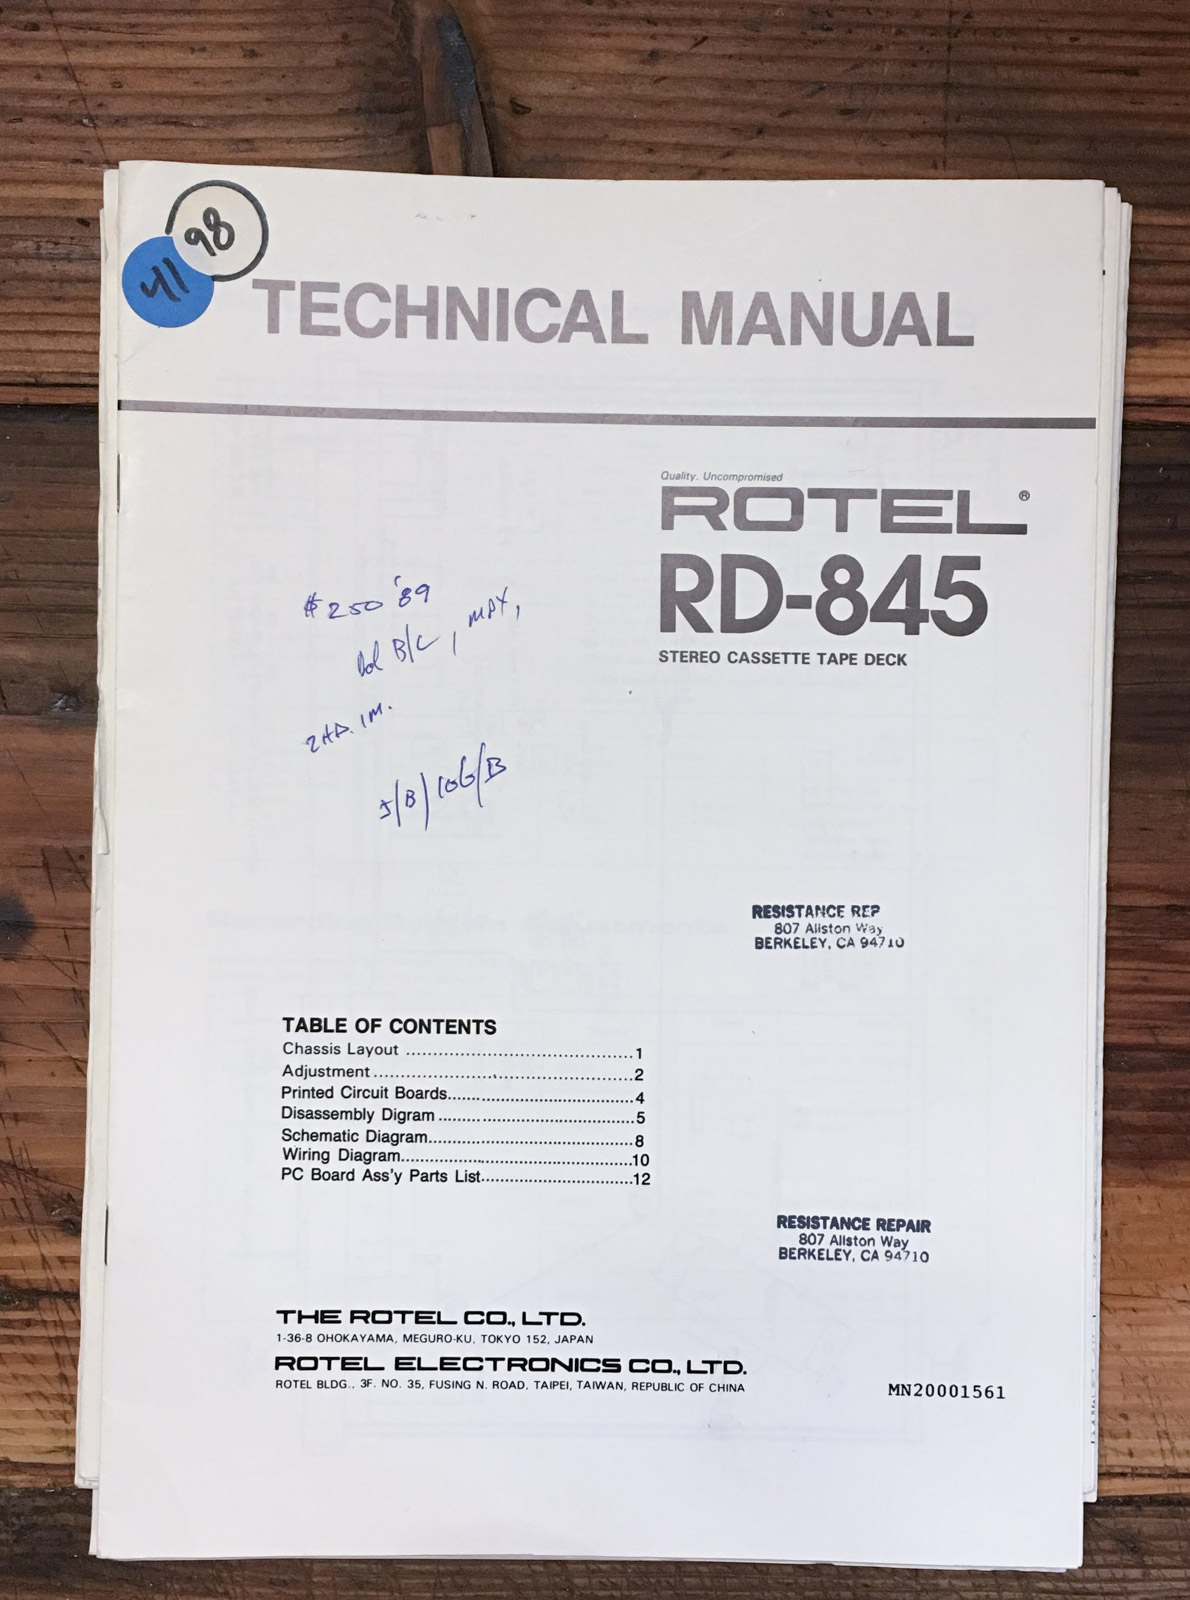 98
41
TECHNICAL MANUAL
Quality. Uncompromised
ROTEL®
RD-845
STEREO CASSETTE TAPE DECK
$250 '89
Dol B/C, MPX,
2HD. 1M.
RESISTANCE REP
807 Allston Way
BERKELEY, CA 94710
TABLE OF CONTENTS
Chassis Layout ............................................1
Adjustment ..................................................2
Printed Circuit Boards....................................4
Disassembly Digram ......................................5
Schematic Diagram.......................................8
Wiring Diagram............................................10
PC Board Ass'y Parts List................................12
RESISTANCE REPAIR
807 Allston Way
BERKELEY, CA 94710
THE ROTEL CO., LTD.
1-36-8 OHOKAYAMA, MEGURO-KU, TOKYO 152, JAPAN
ROTEL ELECTRONICS CO., LTD.
ROTEL BLDG., 3F. NO. 35, FUSING N. ROAD, TAIPEI, TAIWAN, REPUBLIC OF CHINA
MN20001561